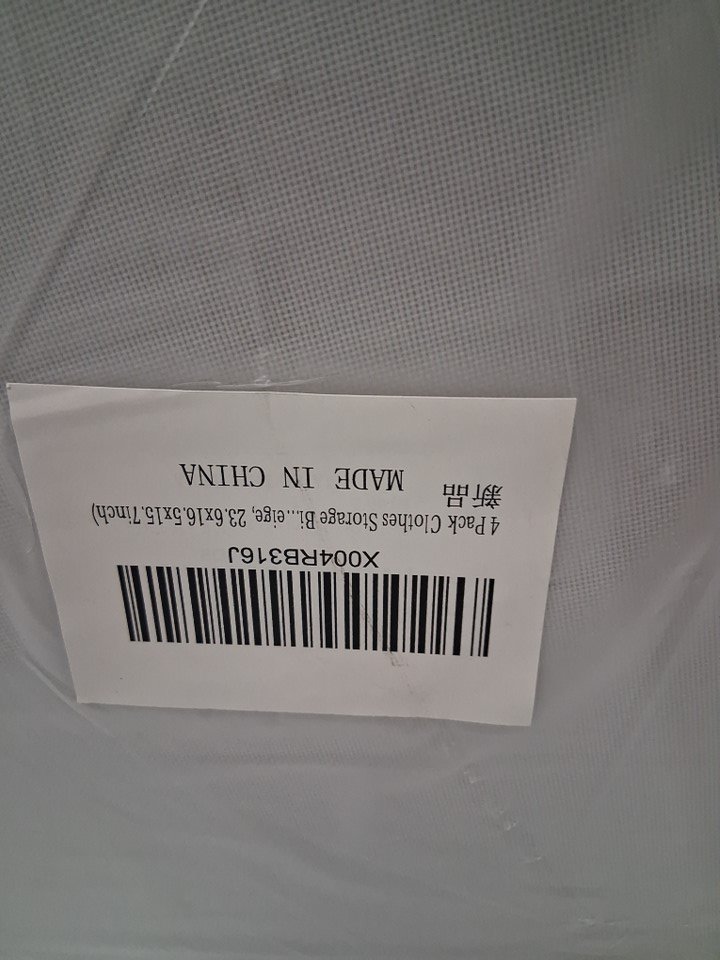 X004RB316J
4 Pack Clothes Storage Bi...eige, 23.6x16.5x15.7inch)
新品 MADE IN CHINA